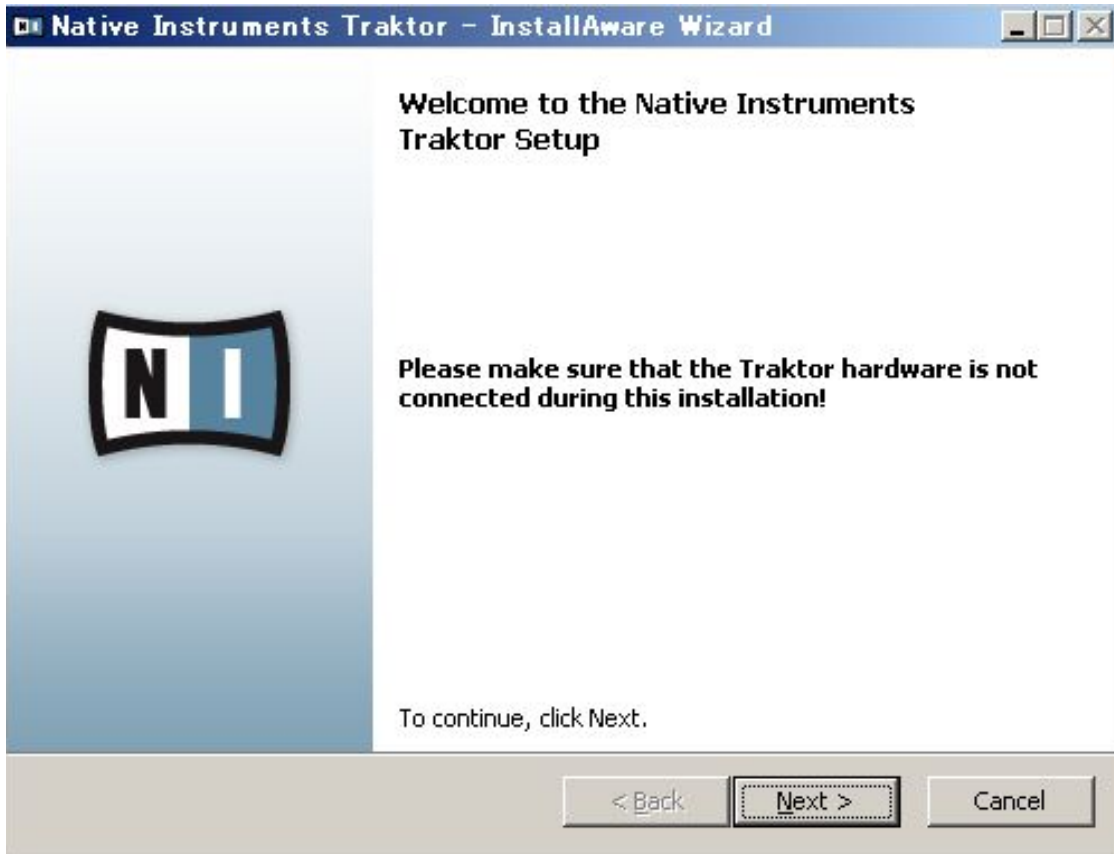 Native Instruments Traktor - InstallAware Wizard
Welcome to the Native Instruments
Traktor Setup
NI
Please make sure that the Traktor hardware is not
connected during this installation!
To continue, click Next.
< Back
Next >
Cancel